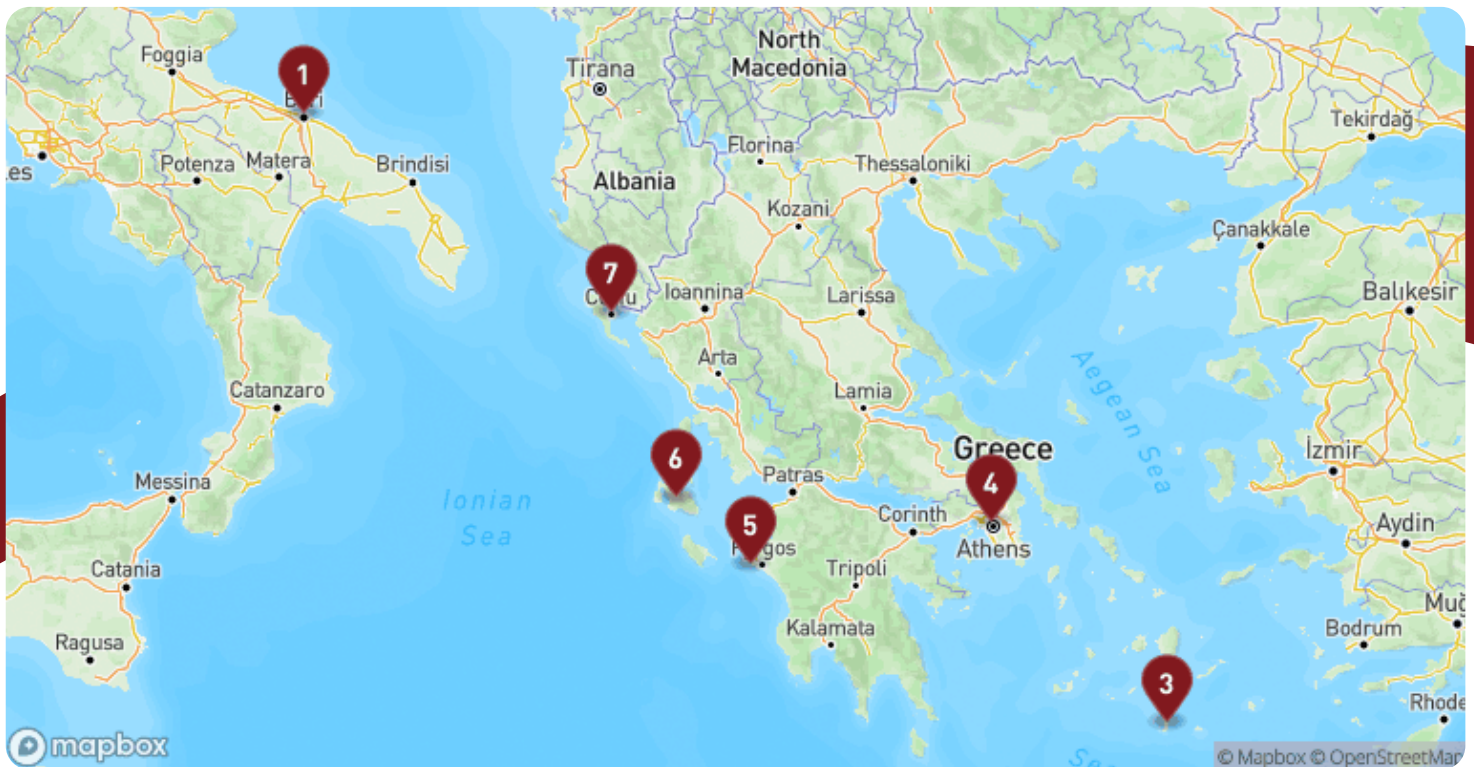 North
Macedonia
Foggia
Tirana
1
Tekirdağ
Florina
Thessaloniki
Potenza
Matera
Brindisi
Albania
Kozani
Çanakkale
7
Ioannina
Larissa
Balıkesir
Arta
Aegean Sea
Catanzaro
Lamia
Greece
İzmir
6
Messina
Patras
4
Ionian
Sea
5
Corinth
Aydin
Athens
Catania
Tripoli
Ragusa
Kalamata
Bodrum
3
mapbox
© Mapbox © OpenStreetMap